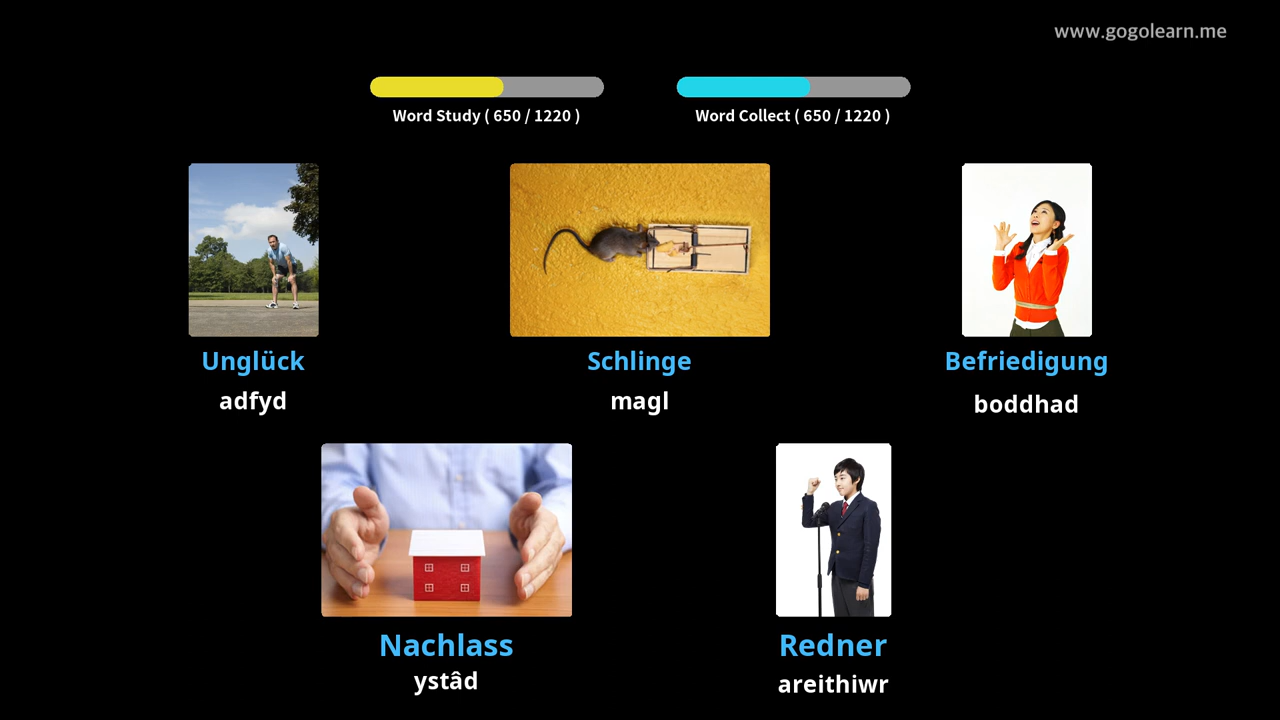 www.gogolearn.me
Word Study ( 650 / 1220 )
Word Collect ( 650 / 1220 )
Unglück
adfyd
Schlinge
magl
Befriedigung
boddhad
Nachlass
ystâd
Redner
areithiwr